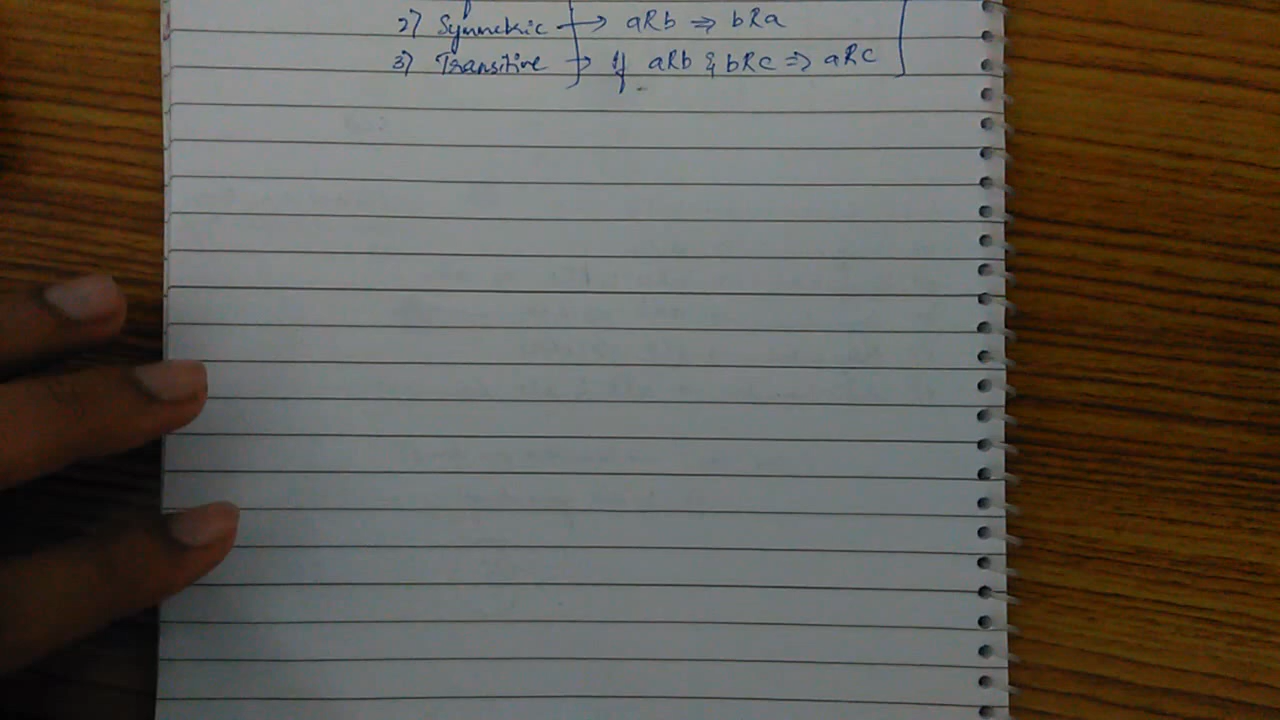 2) Symmetric → aRb ⇒ bRa
3) Transitive → if aRb & bRc ⇒ aRc